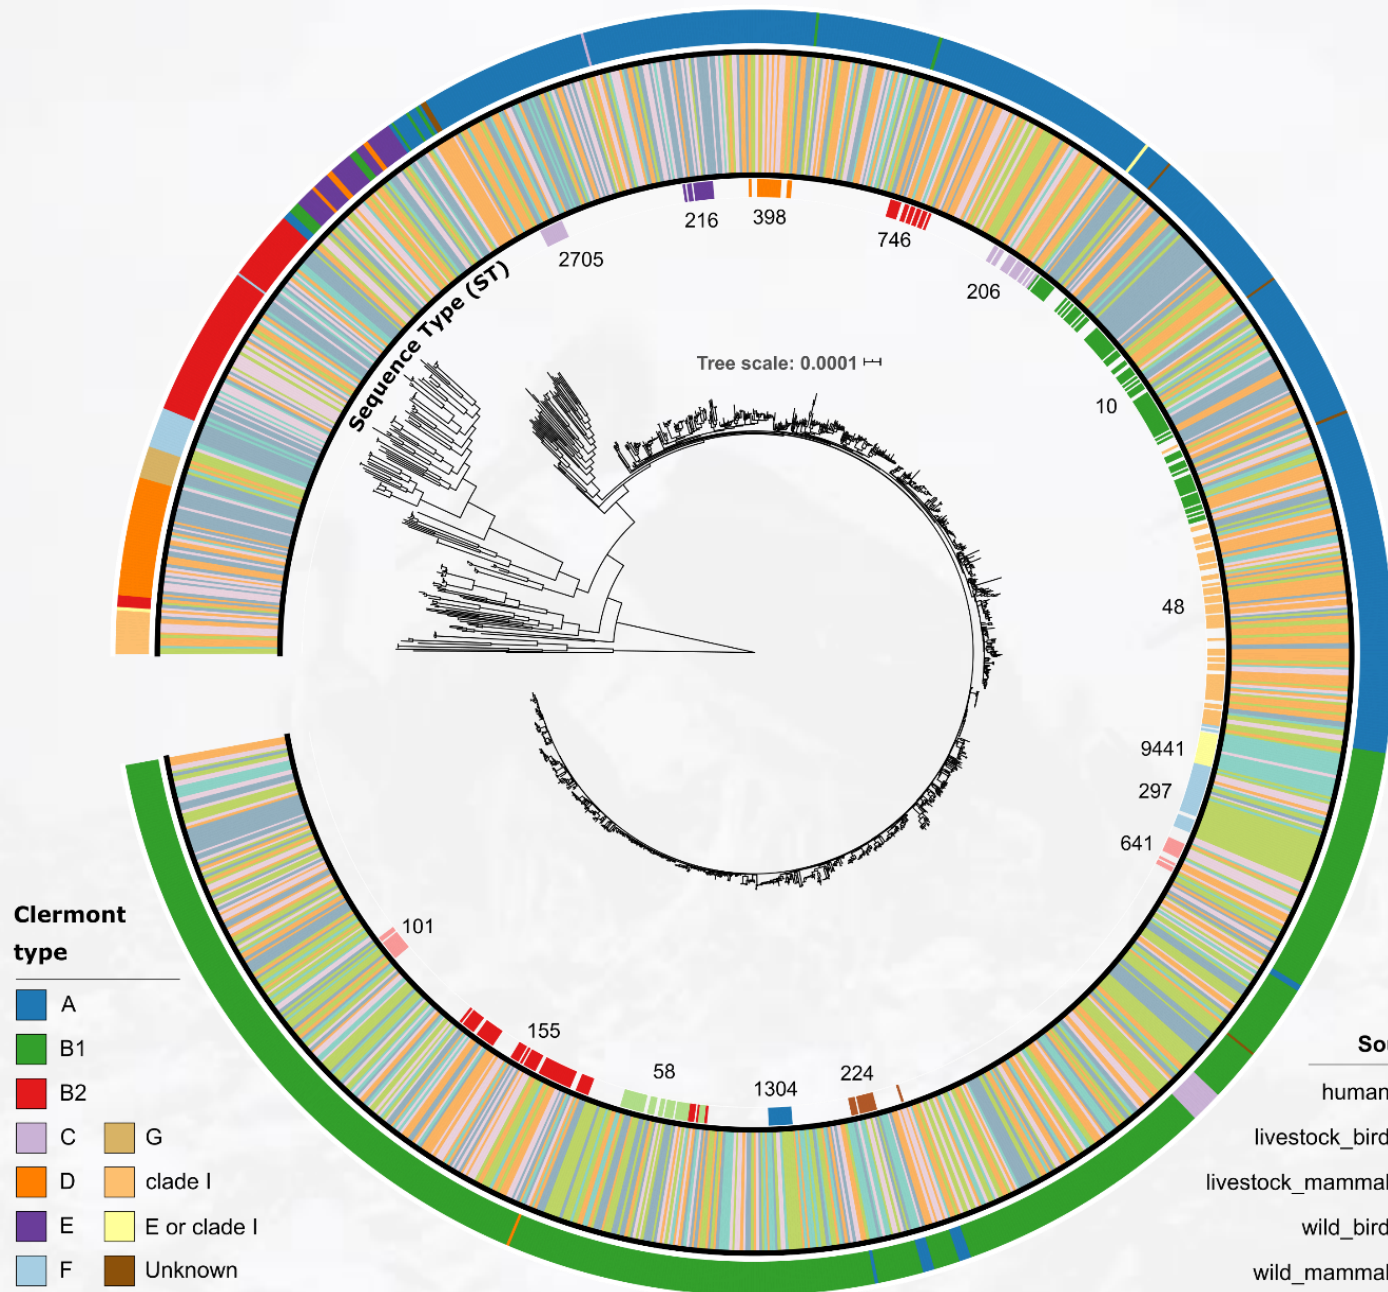 216
398
746
2705
206
Sequence Type (ST)
Tree scale: 0.0001
10
48
9441
297
641
101
155
58
1304
224
Clermont
type
A
B1
B2
C
G
D
clade I
E
E or clade I
F
Unknown
Sou
human
livestock_bird
livestock_mammal
wild_bird
wild_mammal